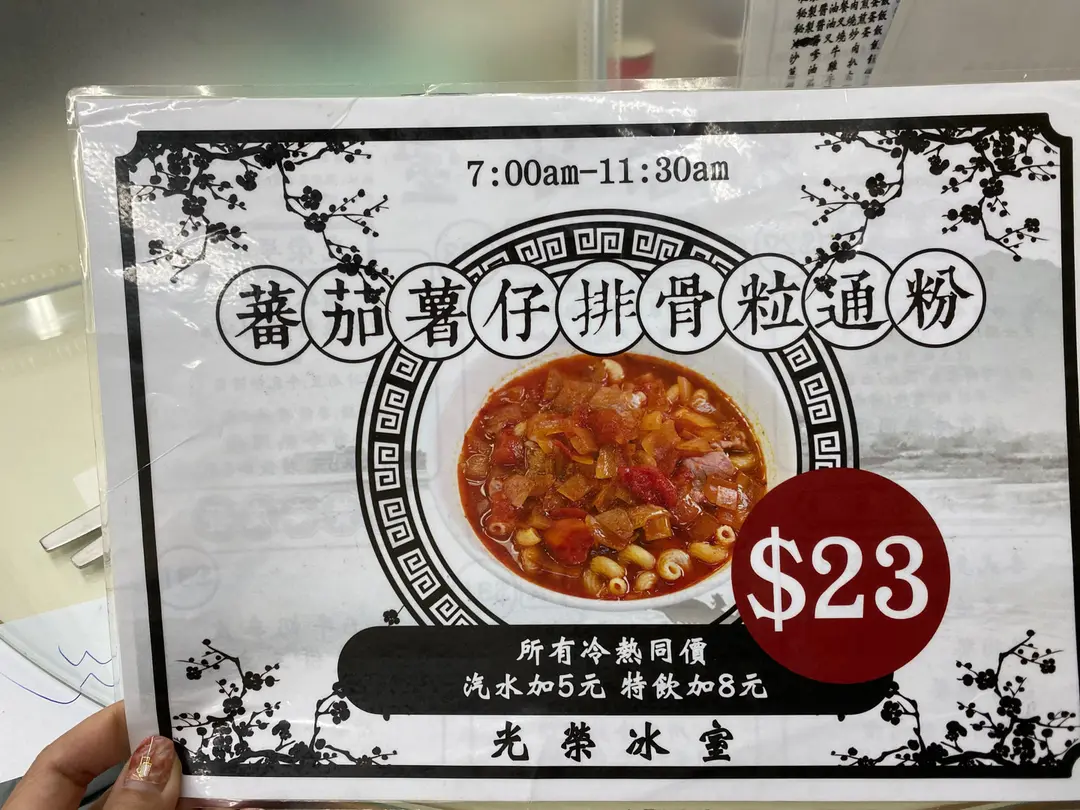 7:00am-11:30am
蕃茄薯仔排骨粒通粉
$23
所有冷熱同價
汽水加5元 特飲加8元
光榮冰室